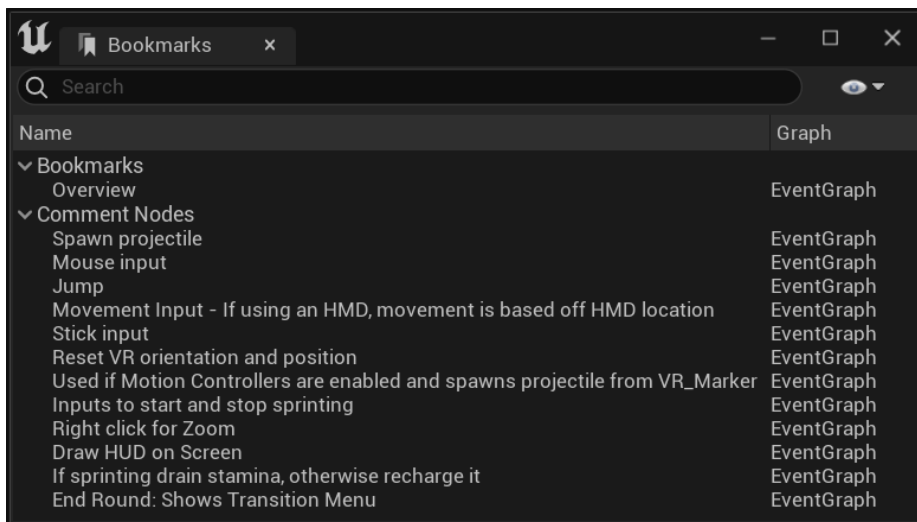 Bookmarks
Search
Name Graph
Bookmarks
Overview EventGraph
Comment Nodes
Spawn projectile EventGraph
Mouse input EventGraph
Jump EventGraph
Movement Input - If using an HMD, movement is based off HMD location EventGraph
Stick input EventGraph
Reset VR orientation and position EventGraph
Used if Motion Controllers are enabled and spawns projectile from VR_Marker EventGraph
Inputs to start and stop sprinting EventGraph
Right click for Zoom EventGraph
Draw HUD on Screen EventGraph
If sprinting drain stamina, otherwise recharge it EventGraph
End Round: Shows Transition Menu EventGraph